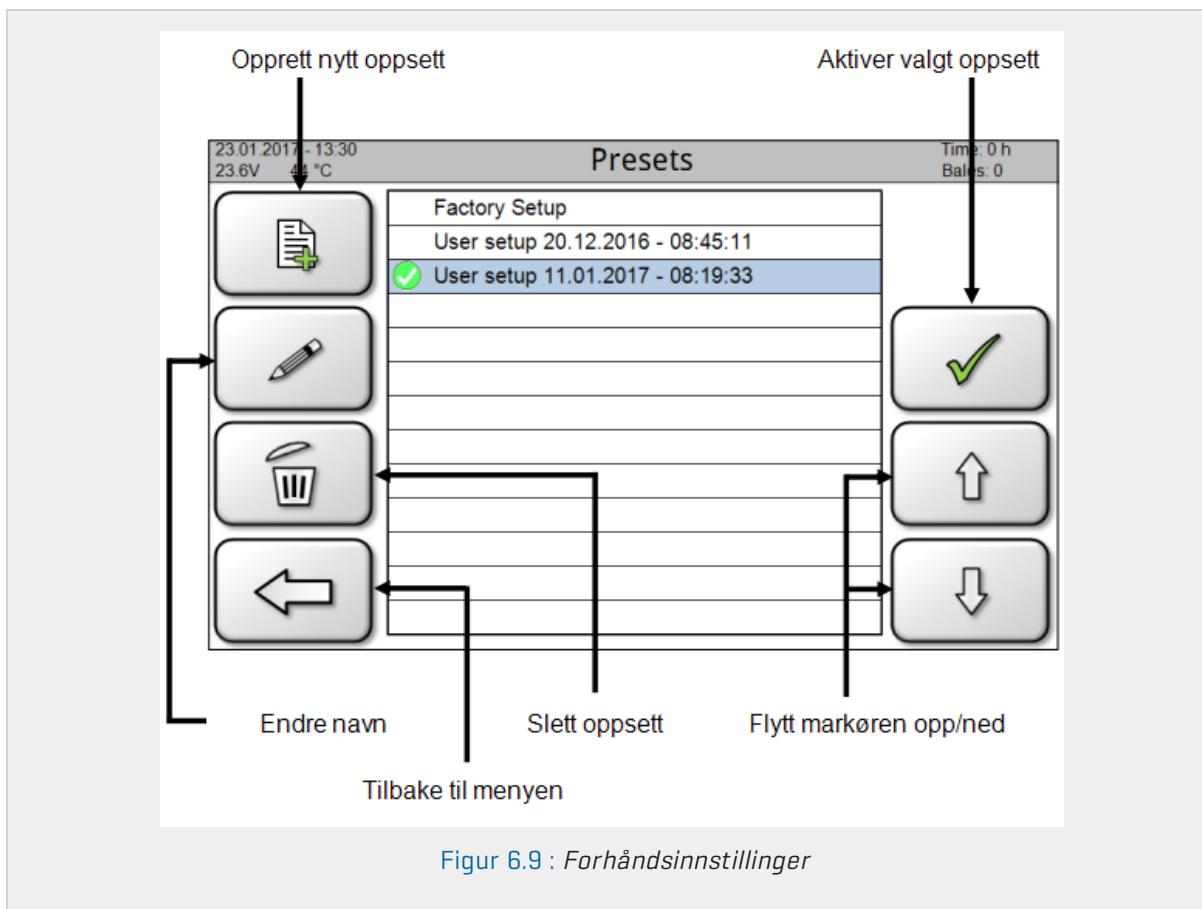 Opprett nytt oppsett
Aktiver valgt oppsett
23.01.2017 - 13:30
23.6V 44 °C
Presets
Time: 0 h
Bales: 0
Factory Setup
User setup 20.12.2016 - 08:45:11
User setup 11.01.2017 - 08:19:33
Endre navn
Slett oppsett
Flytt markøren opp/ned
Tilbake til menyen
Figur 6.9 : Forhåndsinnstillinger